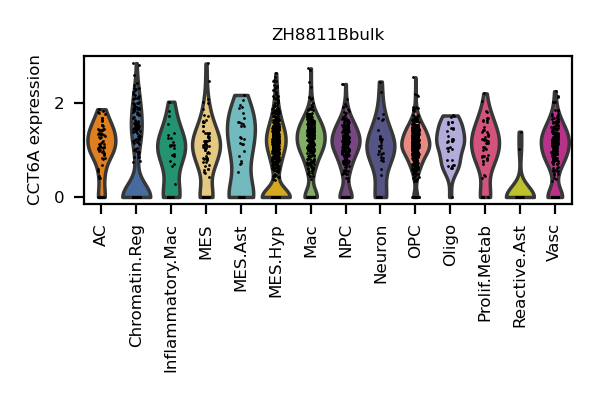 ZH8811Bbulk
CCT6A expression
2
0
AC
Chromatin.Reg
Inflammatory.Mac
MES
MES.Ast
MES.Hyp
Mac
NPC
Neuron
OPC
Oligo
Prolif.Metab
Reactive.Ast
Vasc